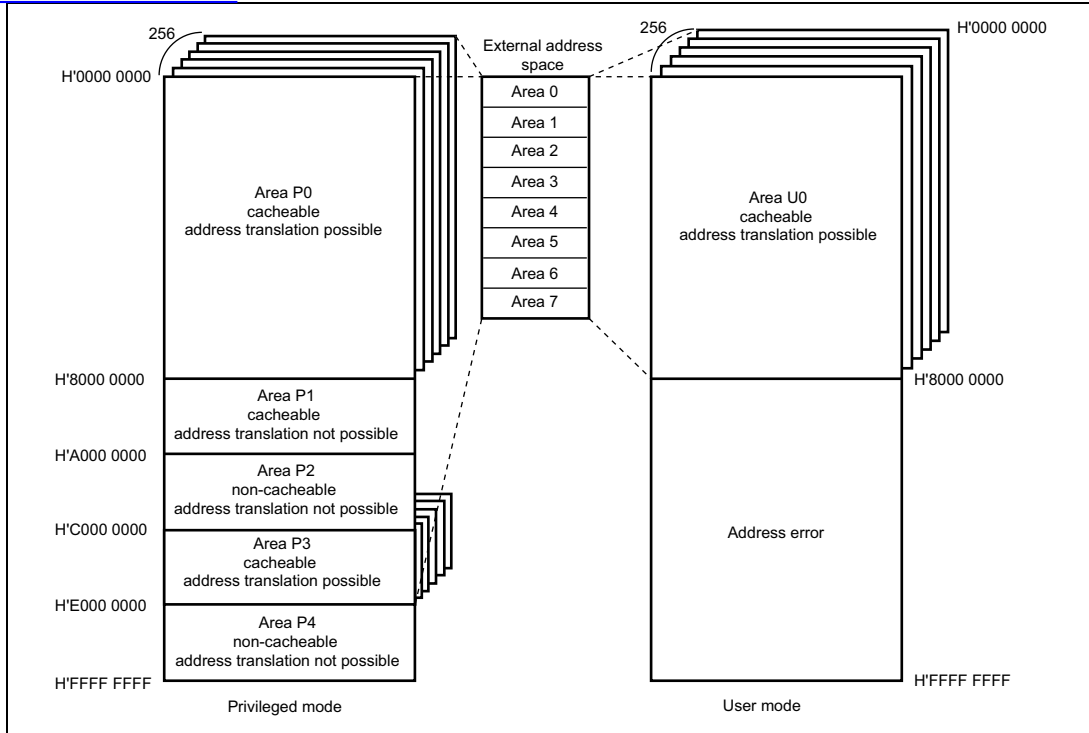 256
H'0000 0000
Area P0
cacheable
address translation possible
H'8000 0000
Area P1
cacheable
address translation not possible
H'A000 0000
Area P2
non-cacheable
address translation not possible
H'C000 0000
Area P3
cacheable
address translation possible
H'E000 0000
Area P4
non-cacheable
address translation not possible
H'FFFF FFFF
Privileged mode
External address
space
Area 0
Area 1
Area 2
Area 3
Area 4
Area 5
Area 6
Area 7
256
H'0000 0000
Area U0
cacheable
address translation possible
H'8000 0000
Address error
H'FFFF FFFF
User mode